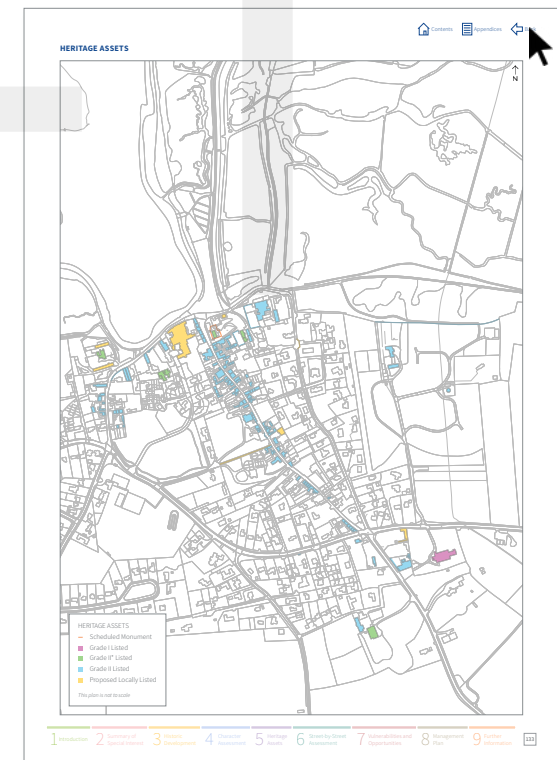 Contents
Appendices
HERITAGE ASSETS
N
HERITAGE ASSETS
Scheduled Monument
Grade I Listed
Grade II* Listed
Grade II Listed
Proposed Locally Listed
This plan is not to scale
1 Introduction
2 Summary of
Special Interest
3 Historic
Development
4 Character
Assessment
5 Heritage
Assets
6 Street-by-Street
Assessment
7 Vulnerabilities and
Opportunities
8 Management
Plan
9 Further
Information